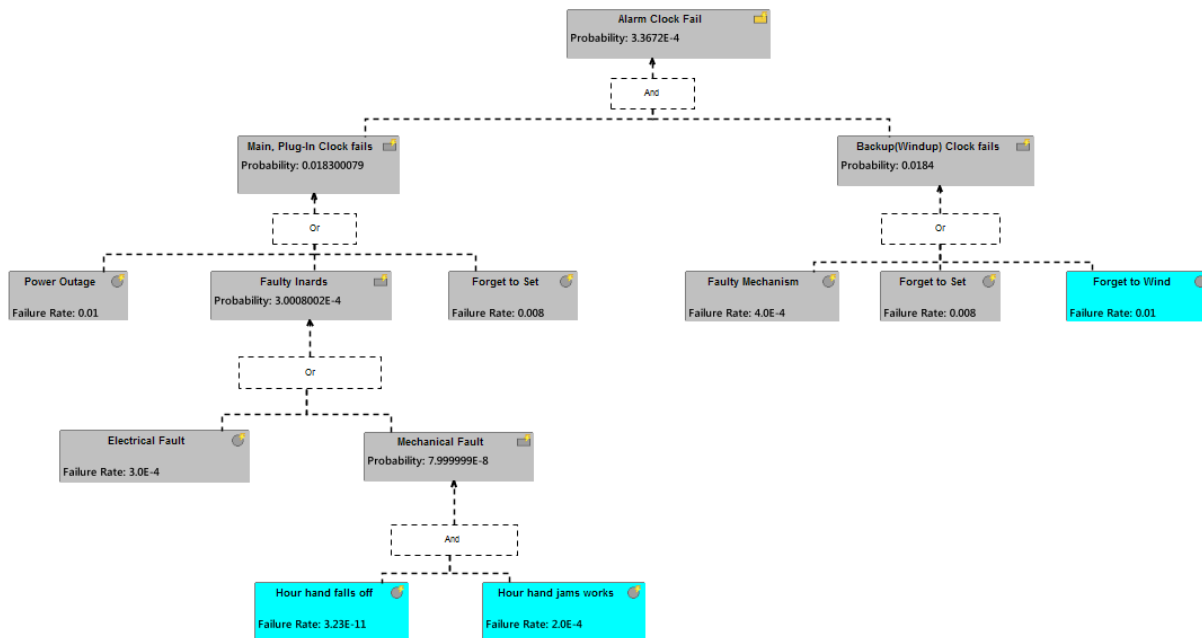 Alarm Clock Fail
Probability: 3.3672E-4
And
Main, Plug-In Clock fails
Probability: 0.018300079
Backup(Windup) Clock fails
Probability: 0.0184
Or
Or
Power Outage
Failure Rate: 0.01
Faulty Inards
Probability: 3.0008002E-4
Forget to Set
Failure Rate: 0.008
Faulty Mechanism
Failure Rate: 4.0E-4
Forget to Set
Failure Rate: 0.008
Forget to Wind
Failure Rate: 0.01
Or
Electrical Fault
Failure Rate: 3.0E-4
Mechanical Fault
Probability: 7.999999E-8
And
Hour hand falls off
Failure Rate: 3.23E-11
Hour hand jams works
Failure Rate: 2.0E-4